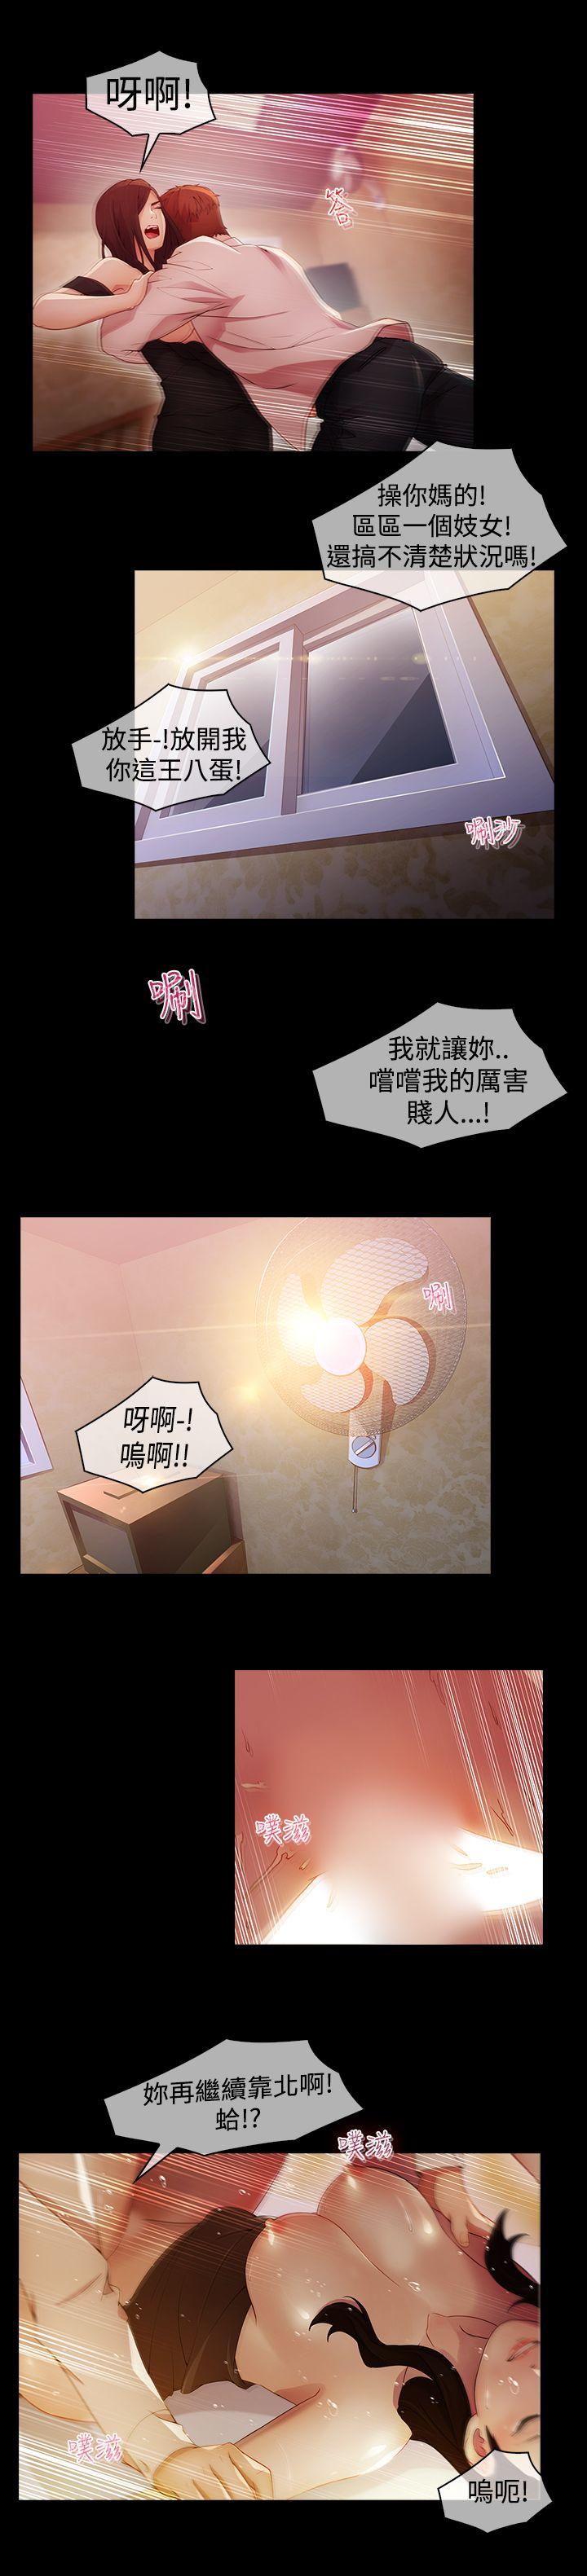 呀啊!
答
操你媽的!
區區一個妓女!
還搞不清楚狀況嗎!
放手-!放開我
你這王八蛋!
唰沙
唰
我就讓妳..
嚐嚐我的厲害
賤人...!
唰
呀啊-!
嗚啊!!
噗滋
妳再繼續靠北啊!
蛤!?
噗滋
噗滋
嗚呃!